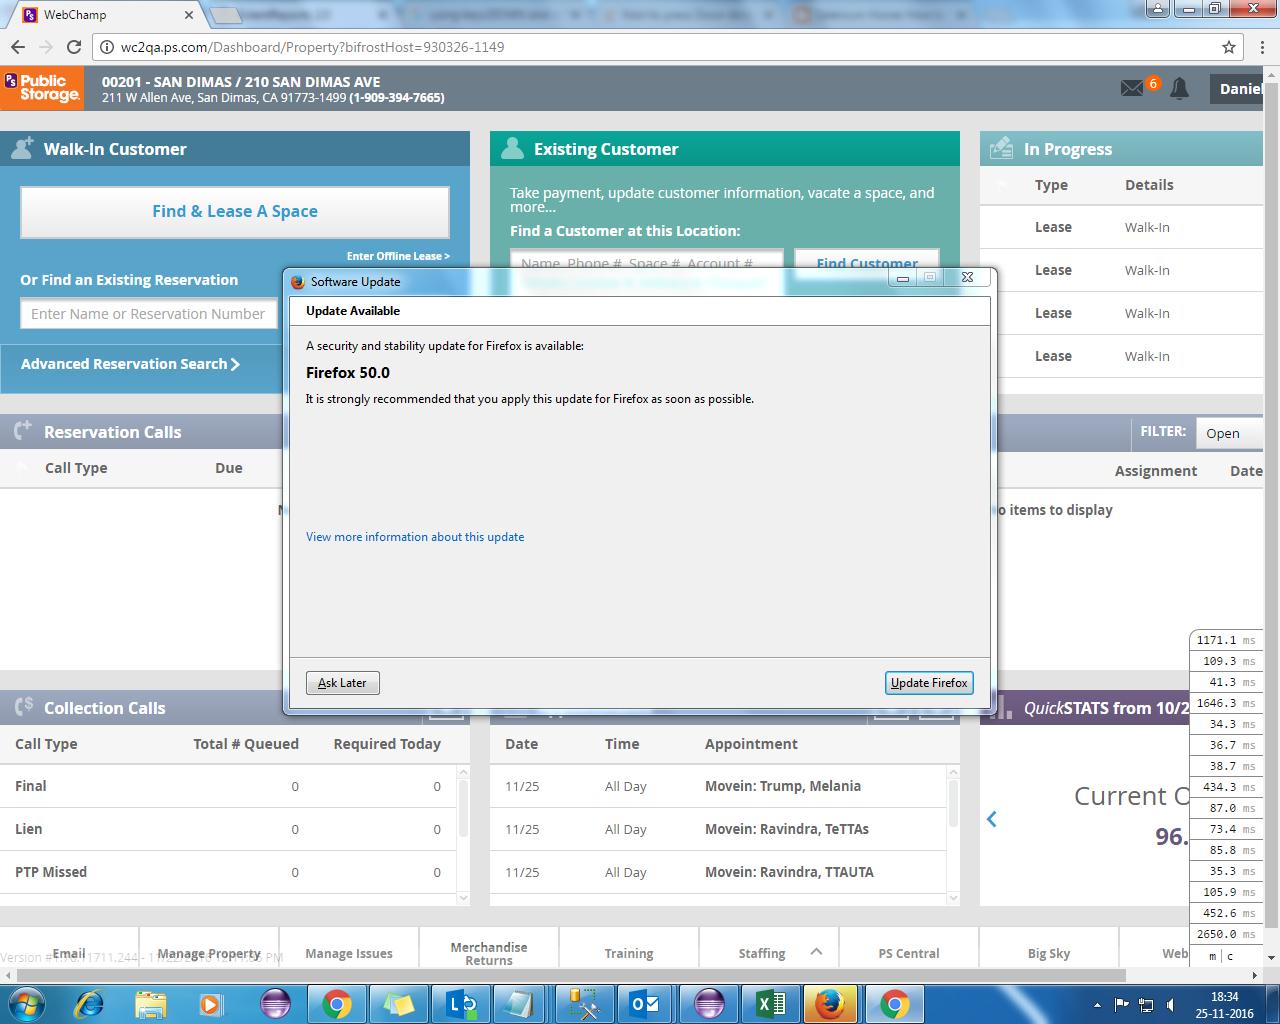 WebChamp
wc2qa.ps.com/Dashboard/Property?bifrostHost=930326-1149
Public Storage.
00201 - SAN DIMAS / 210 SAN DIMAS AVE
211 W Allen Ave, San Dimas, CA 91773-1499 (1-909-394-7665)
6
Daniel
Walk-In Customer
Find & Lease A Space
Enter Offline Lease >
Or Find an Existing Reservation
Enter Name or Reservation Number
Advanced Reservation Search
Existing Customer
Take payment, update customer information, vacate a space, and
more...
Find a Customer at this Location:
Name, Phone #, Space #, Account #
Find Customer
In Progress
Type Details
Lease Walk-In
Lease Walk-In
Lease Walk-In
Lease Walk-In
Software Update
Update Available
A security and stability update for Firefox is available:
Firefox 50.0
It is strongly recommended that you apply this update for Firefox as soon as possible.
View more information about this update
Ask Later
Update Firefox
Reservation Calls
Call Type Due
FILTER: Open
Assignment Date
o items to display
Collection Calls
Call Type Total # Queued Required Today
Final 0 0
Lien 0 0
PTP Missed 0 0
Date Time Appointment
11/25 All Day Movein: Trump, Melania
11/25 All Day Movein: Ravindra, TeTTAs
11/25 All Day Movein: Ravindra, TTAUTA
QuickSTATS from 10/2
Current O
96.
1171.1 ms
109.3 ms
41.3 ms
1646.3 ms
34.3 ms
36.7 ms
38.7 ms
434.3 ms
87.0 ms
73.4 ms
85.8 ms
35.3 ms
105.9 ms
452.6 ms
2650.0 ms
m | c
Email
Manage Property
Manage Issues
Merchandise
Returns
Training
Staffing
PS Central
Big Sky
Web
18:34
25-11-2016